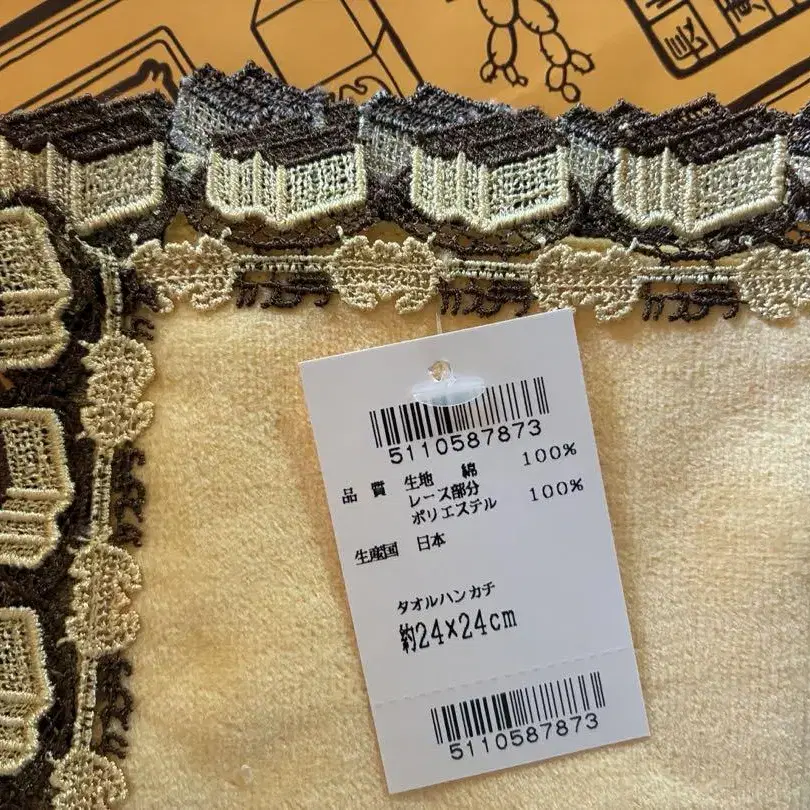 カステラ カステラ カステラ
5110587873
品質 生地 綿 100%
レース部分
ポリエステル 100%
生産国 日本
タオルハンカチ
約24×24cm
5110587873